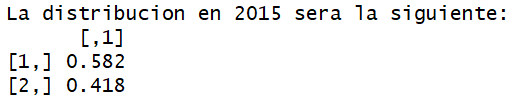 La distribucion en 2015 sera la siguiente:
[,1]
[1,] 0.582
[2,] 0.418